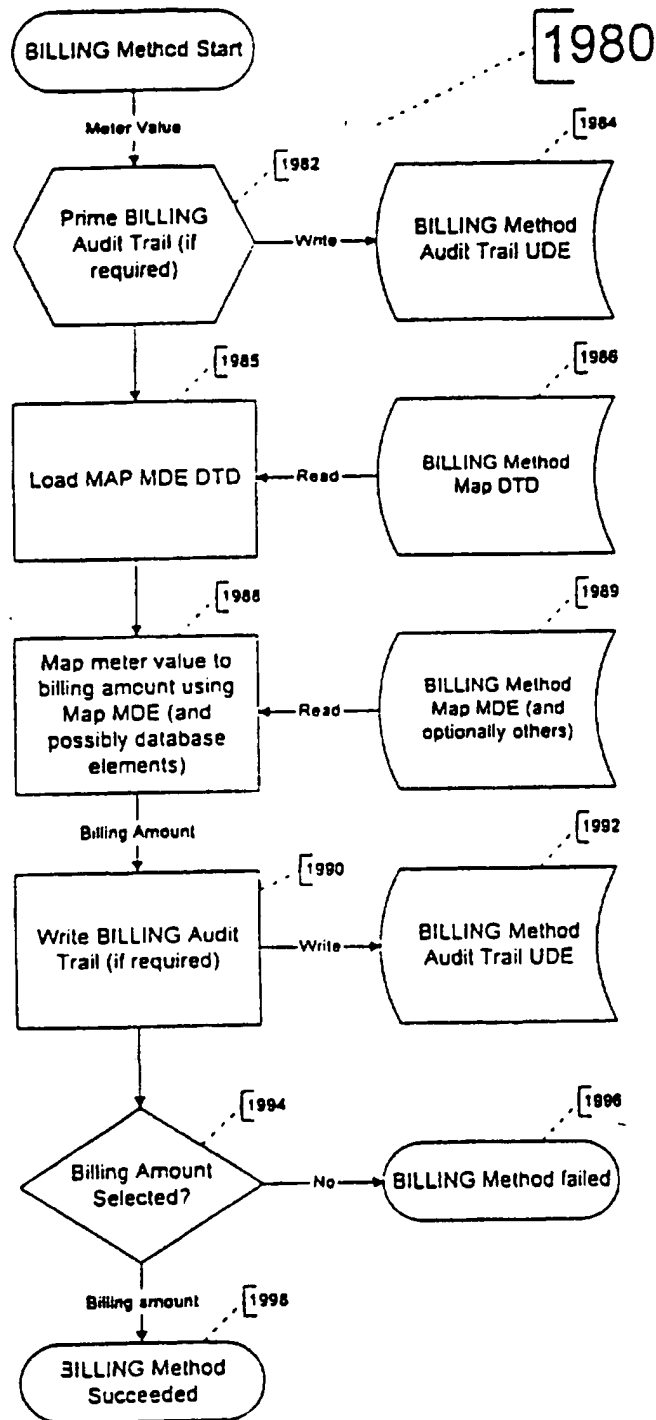 BILLING Method Start
1980
Meter Value
1982
1984
Prime BILLING
Audit Trail (if
required)
Write
BILLING Method
Audit Trail UDE
1985
1986
Load MAP MDE DTD
Read
BILLING Method
Map DTD
1988
1989
Map meter value to
billing amount using
Map MDE (and
possibly database
elements)
Read
BILLING Method
Map MDE (and
optionally others)
Billing Amount
1990
1992
Write BILLING Audit
Trail (if required)
Write
BILLING Method
Audit Trail UDE
1994
1996
Billing Amount
Selected?
No
BILLING Method failed
Billing amount
1998
BILLING Method
Succeeded